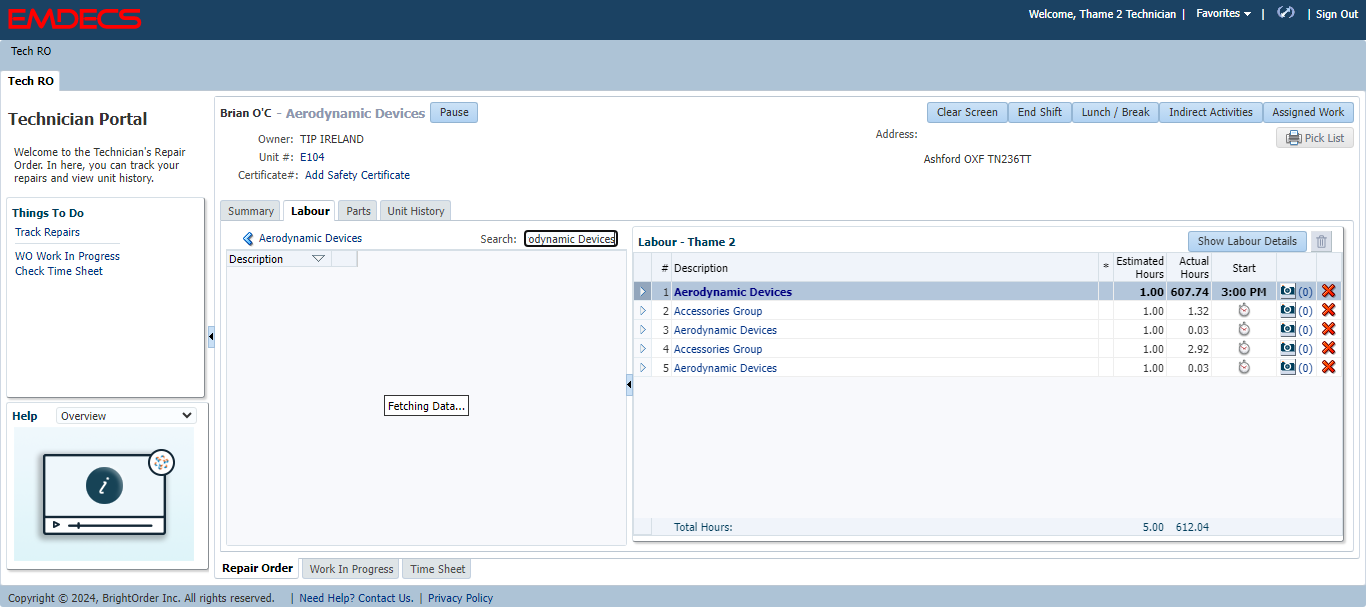 EMDECS
Welcome, Thame 2 Technician | Favorites | | Sign Out
Tech RO
Tech RO
Technician Portal
Welcome to the Technician's Repair
Order. In here, you can track your
repairs and view unit history.
Things To Do
Track Repairs
WO Work In Progress
Check Time Sheet
Help Overview
i
Brian O'C - Aerodynamic Devices Pause
Clear Screen End Shift Lunch / Break Indirect Activities Assigned Work
Owner: TIP IRELAND
Address:
Pick List
Unit #: E104
Ashford OXF TN236TT
Certificate#: Add Safety Certificate
Summary Labour Parts Unit History
Aerodynamic Devices Search: odynamic Devices
Description
Fetching Data...
Labour - Thame 2 Show Labour Details
# Description * Estimated Hours Actual Hours Start
1 Aerodynamic Devices 1.00 607.74 3:00 PM (0)
2 Accessories Group 1.00 1.32 (0)
3 Aerodynamic Devices 1.00 0.03 (0)
4 Accessories Group 1.00 2.92 (0)
5 Aerodynamic Devices 1.00 0.03 (0)
Total Hours: 5.00 612.04
Repair Order Work In Progress Time Sheet
Copyright © 2024, BrightOrder Inc. All rights reserved. | Need Help? Contact Us. | Privacy Policy